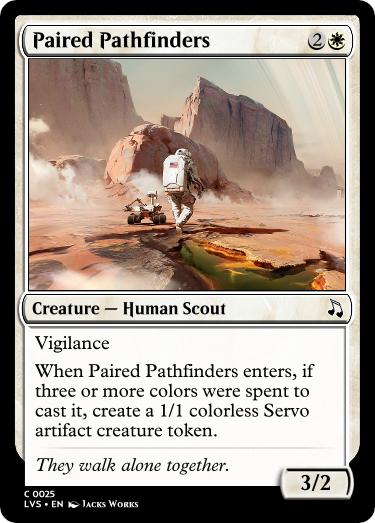 Paired Pathfinders 2
Creature — Human Scout
Vigilance
When Paired Pathfinders enters, if
three or more colors were spent to
cast it, create a 1/1 colorless Servo
artifact creature token.
They walk alone together.
3/2
C 0025
LVS • EN Jacks Works